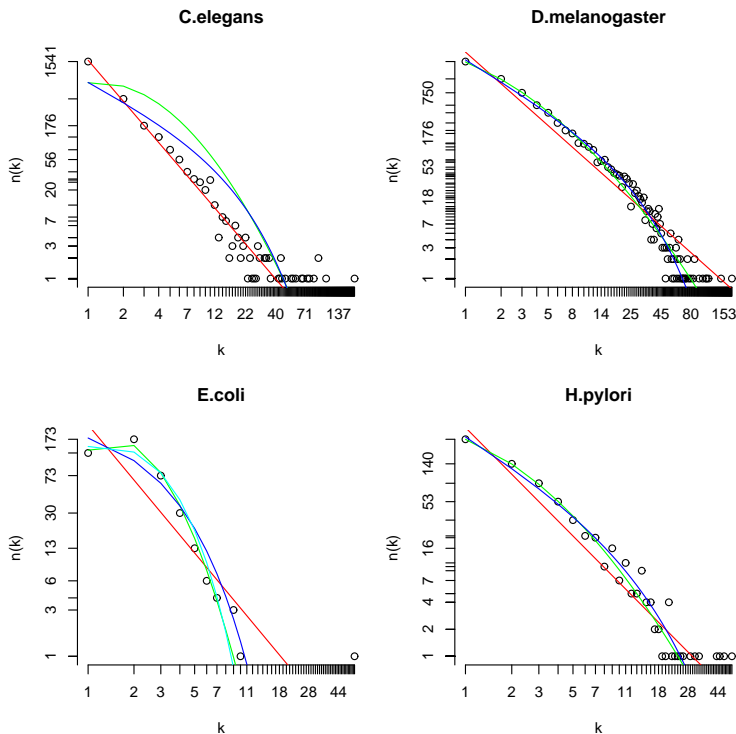 C.elegans
1541
176
56
20
7
3
1
n(k)
1 2 4 7 12 22 40 71 137
k
D.melanogaster
750
176
53
18
7
3
1
n(k)
1 2 3 5 8 14 25 45 80 153
k
E.coli
173
73
30
13
6
3
1
n(k)
1 2 3 5 7 11 18 28 44
k
H.pylori
140
53
16
7
4
2
1
n(k)
1 2 3 5 7 11 18 28 44
k